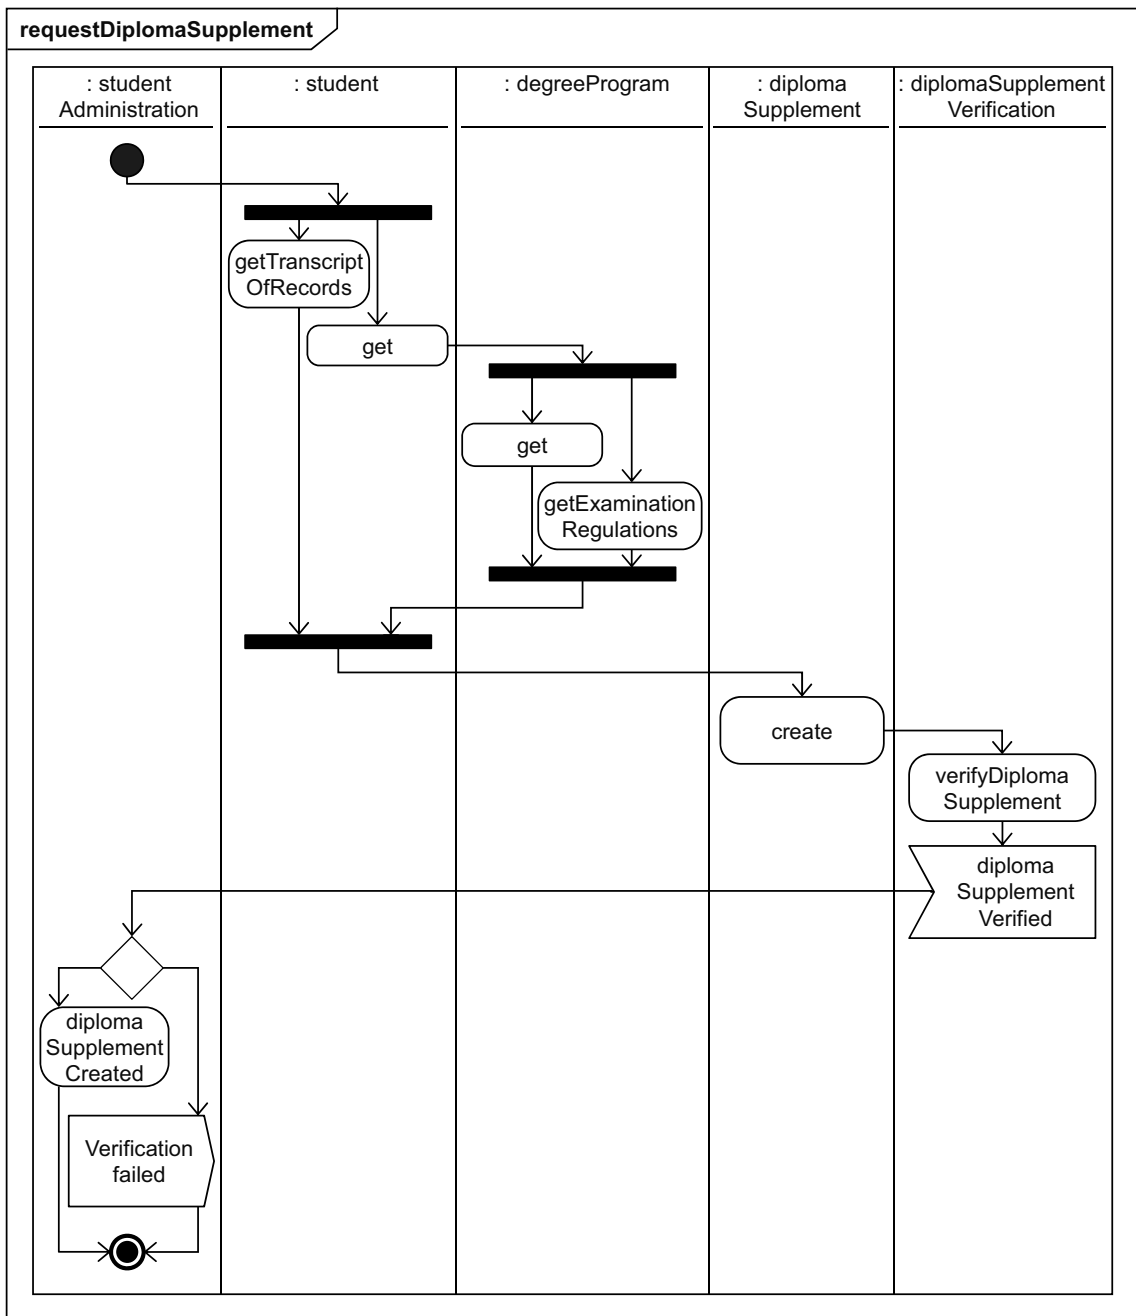 requestDiplomaSupplement
: student
Administration
: student
: degreeProgram
: diploma
Supplement
: diplomaSupplement
Verification
getTranscript
OfRecords
get
get
getExamination
Regulations
create
verifyDiploma
Supplement
diploma
Supplement
Verified
diploma
Supplement
Created
Verification
failed